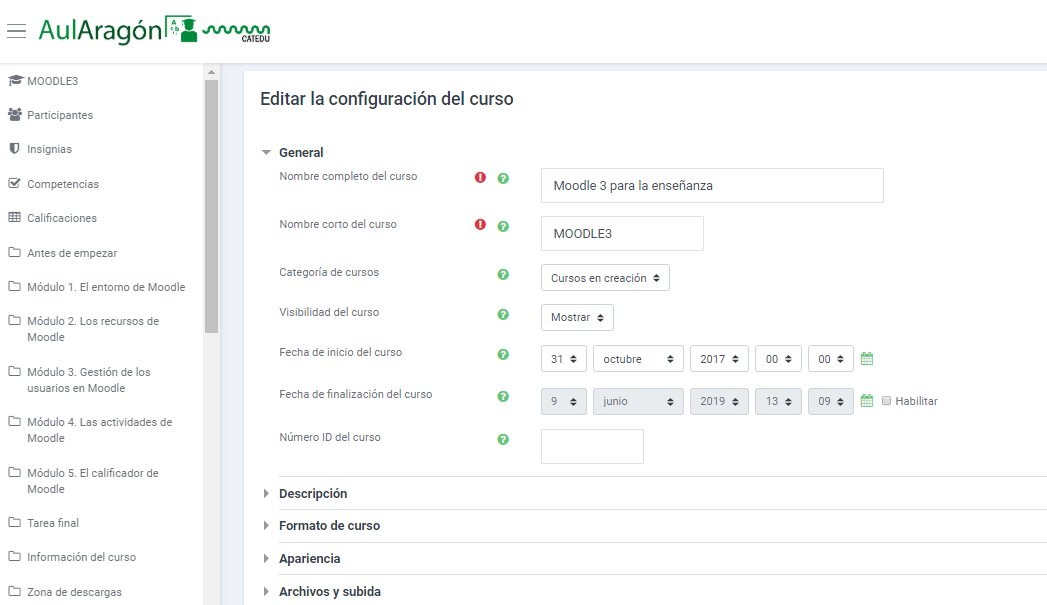 AulAragón
CATEDU
MOODLE3
Participantes
Insignias
Competencias
Calificaciones
Antes de empezar
Módulo 1. El entorno de Moodle
Módulo 2. Los recursos de
Moodle
Módulo 3. Gestión de los
usuarios en Moodle
Módulo 4. Las actividades de
Moodle
Módulo 5. El calificador de
Moodle
Tarea final
Información del curso
Zona de descargas
Editar la configuración del curso
General
Nombre completo del curso ! ? Moodle 3 para la enseñanza
Nombre corto del curso ! ? MOODLE3
Categoría de cursos ? Cursos en creación
Visibilidad del curso ? Mostrar
Fecha de inicio del curso ? 31 octubre 2017 00 00
Fecha de finalización del curso ? 9 junio 2019 13 09 Habilitar
Número ID del curso ?
Descripción
Formato de curso
Apariencia
Archivos y subida